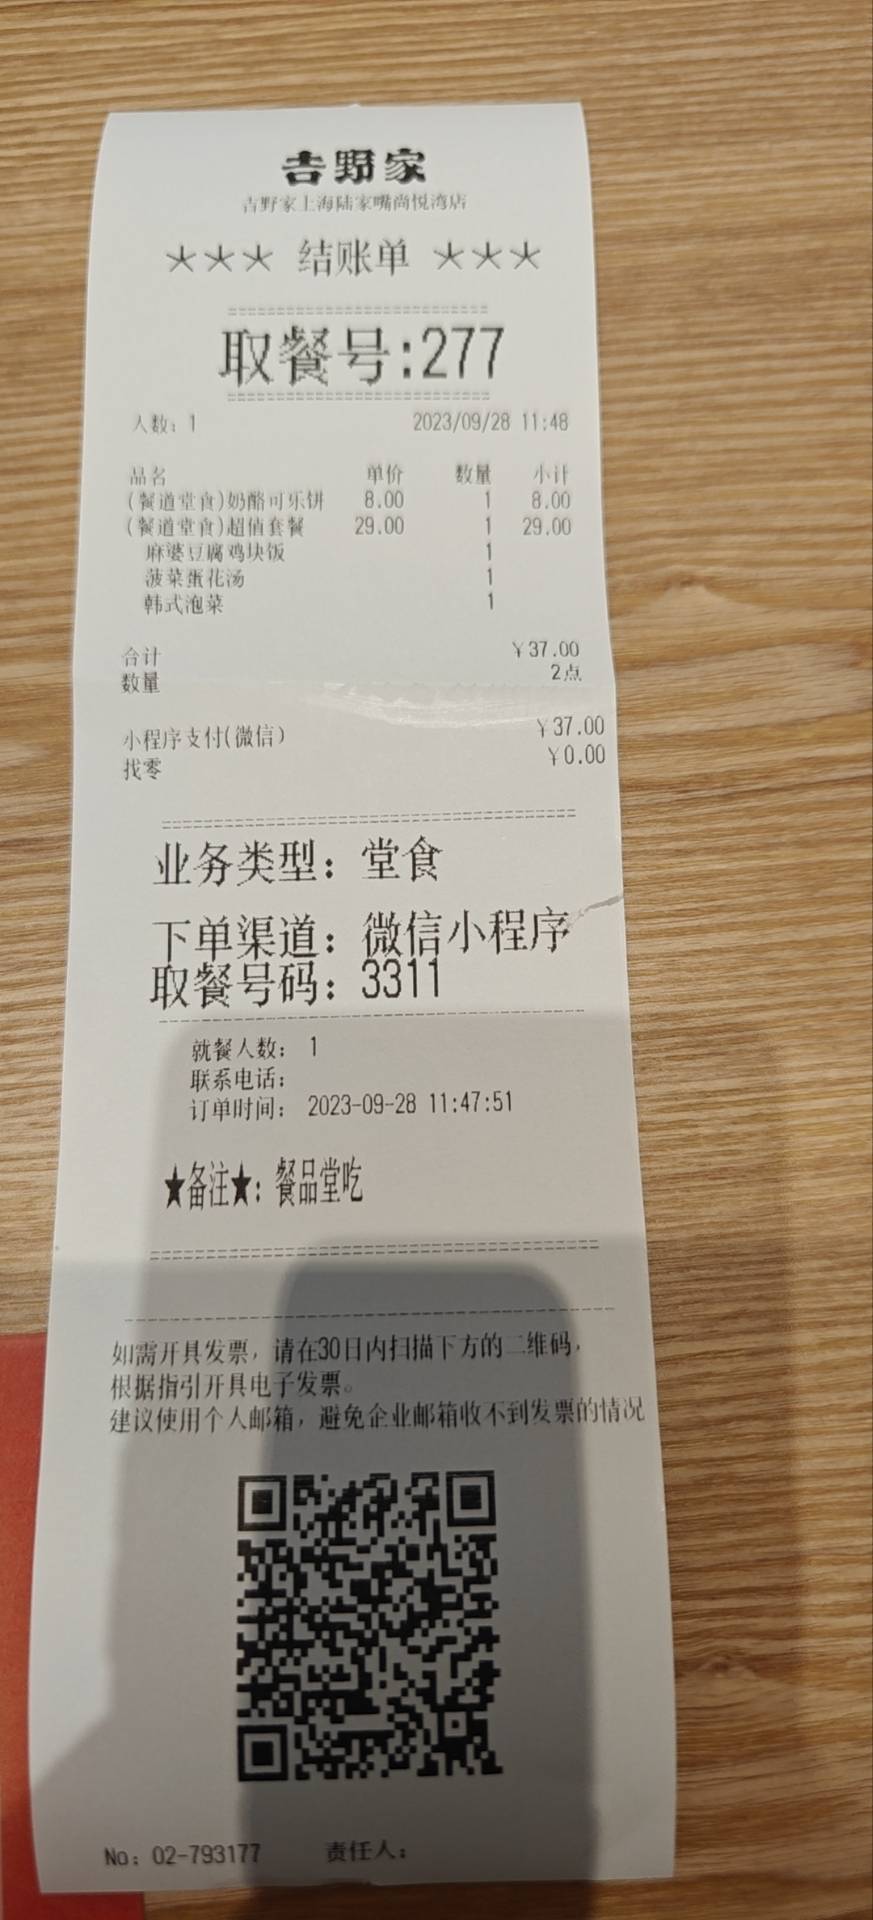 吉野家
吉野家上海陆家嘴尚悦湾店
*** 结账单 ***
取餐号:277
人数: 1 2023/09/28 11:48
品名 单价 数量 小计
(餐道堂食)奶酪可乐饼 8.00 1 8.00
(餐道堂食)超值套餐 29.00 1 29.00
麻婆豆腐鸡块饭 1
菠菜蛋花汤 1
韩式泡菜 1
合计 ¥37.00
数量 2点
小程序支付(微信) ¥37.00
找零 ¥0.00
业务类型: 堂食
下单渠道: 微信小程序
取餐号码: 3311
就餐人数: 1
联系电话:
订单时间: 2023-09-28 11:47:51
★备注★: 餐品堂吃
如需开具发票, 请在30日内扫描下方的二维码,
根据指引开具电子发票。
建议使用个人邮箱, 避免企业邮箱收不到发票的情况
No: 02-793177 责任人: